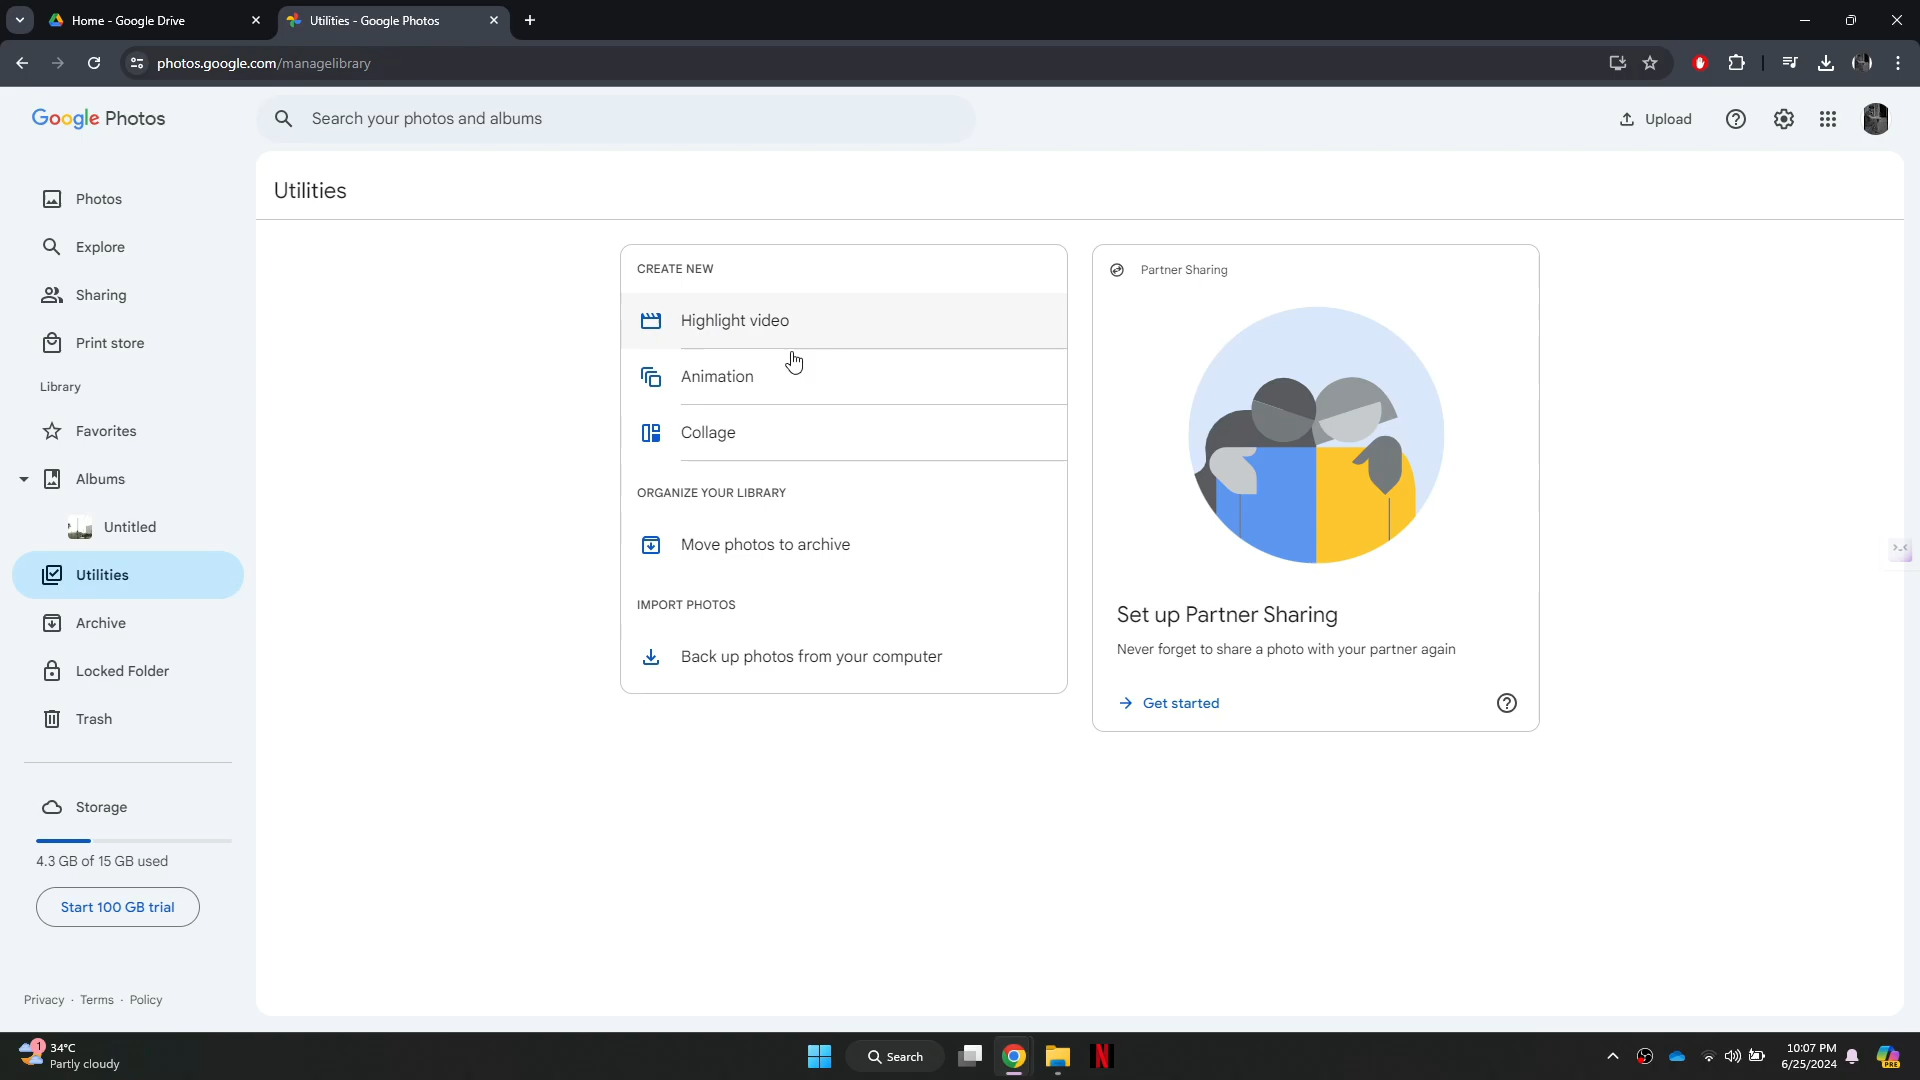 Home - Google Drive
Utilities - Google Photos
photos.google.com/managelibrary
Google Photos
Search your photos and albums
Upload
Photos
Explore
Sharing
Print store
Library
Favorites
Albums
Untitled
Utilities
Archive
Locked Folder
Trash
Storage
4.3 GB of 15 GB used
Start 100 GB trial
Privacy · Terms · Policy
Utilities
CREATE NEW
Highlight video
Animation
Collage
ORGANIZE YOUR LIBRARY
Move photos to archive
IMPORT PHOTOS
Back up photos from your computer
Partner Sharing
Set up Partner Sharing
Never forget to share a photo with your partner again
Get started
1
34°C
Partly cloudy
Search
10:07 PM
6/25/2024
PRE